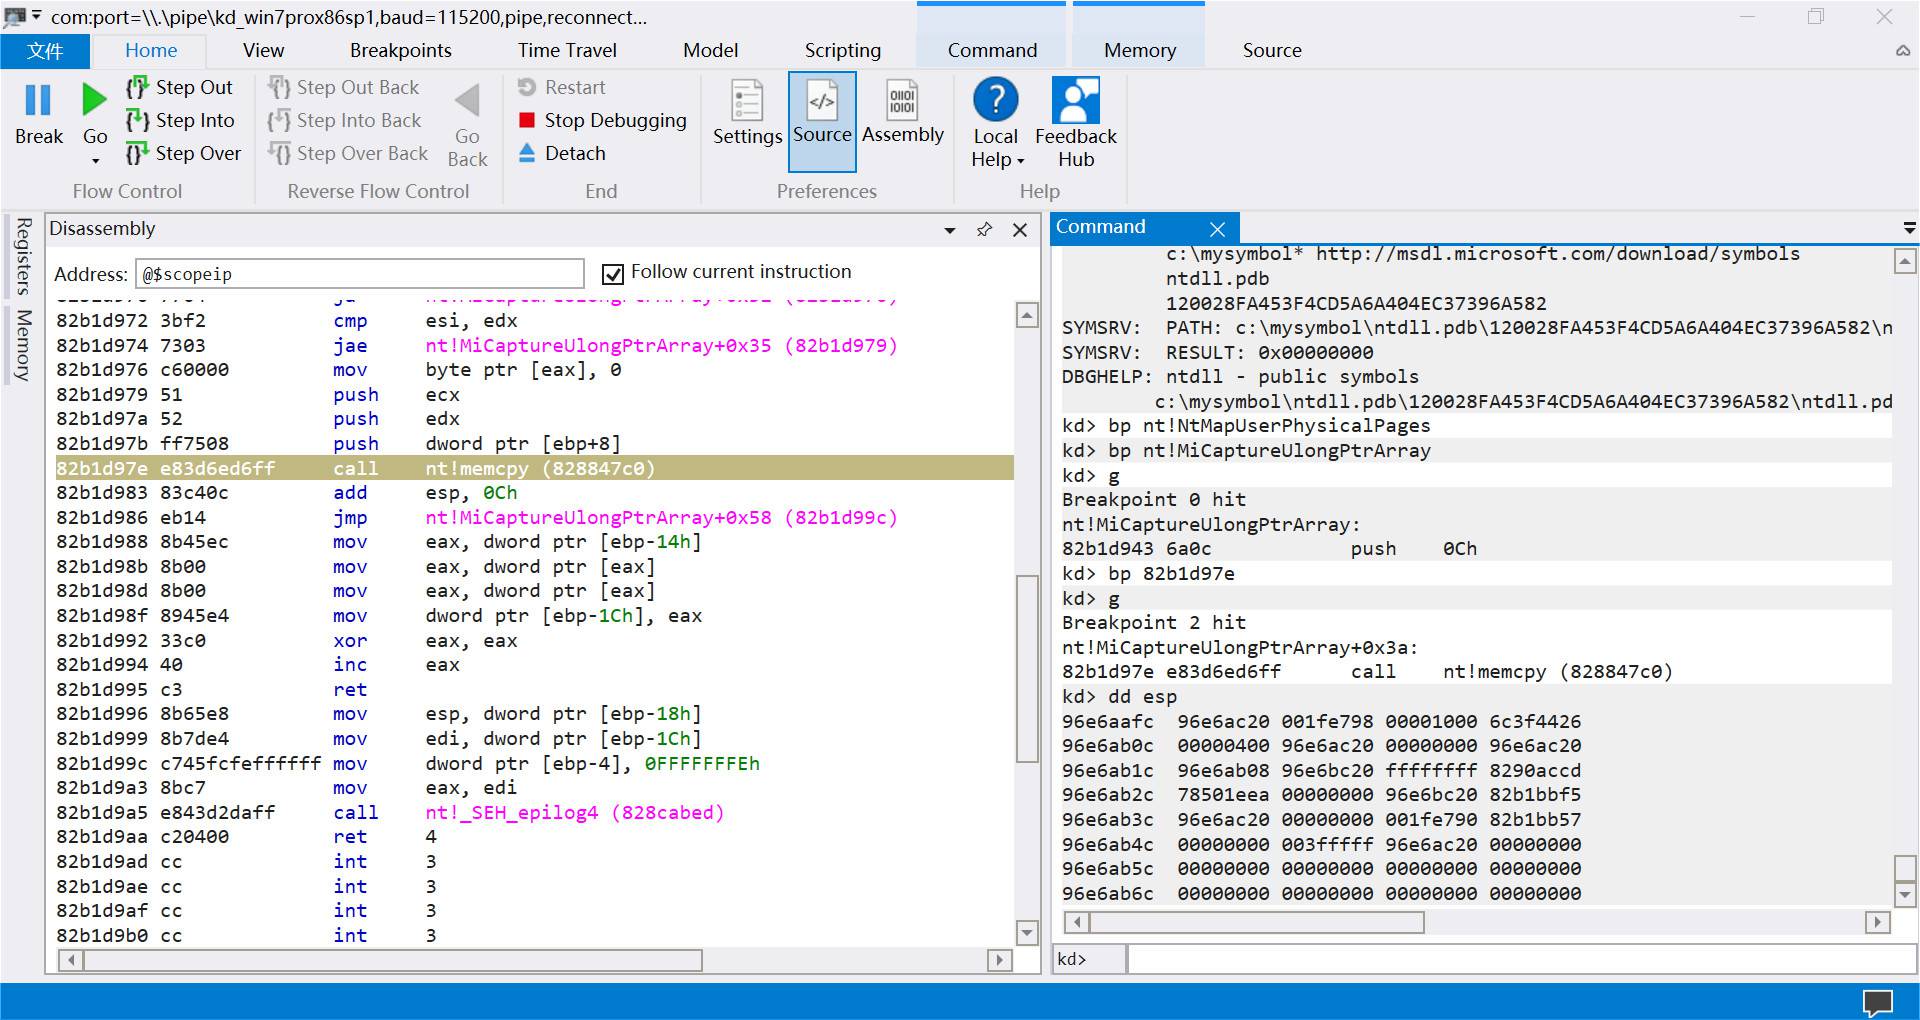 com:port=\\.\pipe\kd_win7prox86sp1,baud=115200,pipe,reconnect...
文件 Home View Breakpoints Time Travel Model Scripting Command Memory Source
Break
Go
Step Out
Step Into
Step Over
Flow Control
Step Out Back
Step Into Back
Step Over Back
Go Back
Reverse Flow Control
Restart
Stop Debugging
Detach
End
Settings
Source
Assembly
Preferences
Local Help
Feedback Hub
Help
Registers
Memory
Disassembly
Address: @$scopeip
Follow current instruction
82b1d972 3bf2 cmp esi, edx
82b1d974 7303 jae nt!MiCaptureUlongPtrArray+0x35 (82b1d979)
82b1d976 c60000 mov byte ptr [eax], 0
82b1d979 51 push ecx
82b1d97a 52 push edx
82b1d97b ff7508 push dword ptr [ebp+8]
82b1d97e e83d6ed6ff call nt!memcpy (828847c0)
82b1d983 83c40c add esp, 0Ch
82b1d986 eb14 jmp nt!MiCaptureUlongPtrArray+0x58 (82b1d99c)
82b1d988 8b45ec mov eax, dword ptr [ebp-14h]
82b1d98b 8b00 mov eax, dword ptr [eax]
82b1d98d 8b00 mov eax, dword ptr [eax]
82b1d98f 8945e4 mov dword ptr [ebp-1Ch], eax
82b1d992 33c0 xor eax, eax
82b1d994 40 inc eax
82b1d995 c3 ret
82b1d996 8b65e8 mov esp, dword ptr [ebp-18h]
82b1d999 8b7de4 mov edi, dword ptr [ebp-1Ch]
82b1d99c c745fcfeffffff mov dword ptr [ebp-4], 0FFFFFFFEh
82b1d9a3 8bc7 mov eax, edi
82b1d9a5 e843d2daff call nt!_SEH_epilog4 (828cabed)
82b1d9aa c20400 ret 4
82b1d9ad cc int 3
82b1d9ae cc int 3
82b1d9af cc int 3
82b1d9b0 cc int 3
Command
c:\mysymbol* http://msdl.microsoft.com/download/symbols
ntdll.pdb
120028FA453F4CD5A6A404EC37396A582
SYMSRV: PATH: c:\mysymbol\ntdll.pdb\120028FA453F4CD5A6A404EC37396A582\n
SYMSRV: RESULT: 0x00000000
DBGHELP: ntdll - public symbols
c:\mysymbol\ntdll.pdb\120028FA453F4CD5A6A404EC37396A582\ntdll.pd
kd> bp nt!NtMapUserPhysicalPages
kd> bp nt!MiCaptureUlongPtrArray
kd> g
Breakpoint 0 hit
nt!MiCaptureUlongPtrArray:
82b1d943 6a0c push 0Ch
kd> bp 82b1d97e
kd> g
Breakpoint 2 hit
nt!MiCaptureUlongPtrArray+0x3a:
82b1d97e e83d6ed6ff call nt!memcpy (828847c0)
kd> dd esp
96e6aafc 96e6ac20 001fe798 00001000 6c3f4426
96e6ab0c 00000400 96e6ac20 00000000 96e6ac20
96e6ab1c 96e6ab08 96e6bc20 ffffffff 8290accd
96e6ab2c 78501eea 00000000 96e6bc20 82b1bbf5
96e6ab3c 96e6ac20 00000000 001fe790 82b1bb57
96e6ab4c 00000000 003fffff 96e6ac20 00000000
96e6ab5c 00000000 00000000 00000000 00000000
96e6ab6c 00000000 00000000 00000000 00000000
kd>